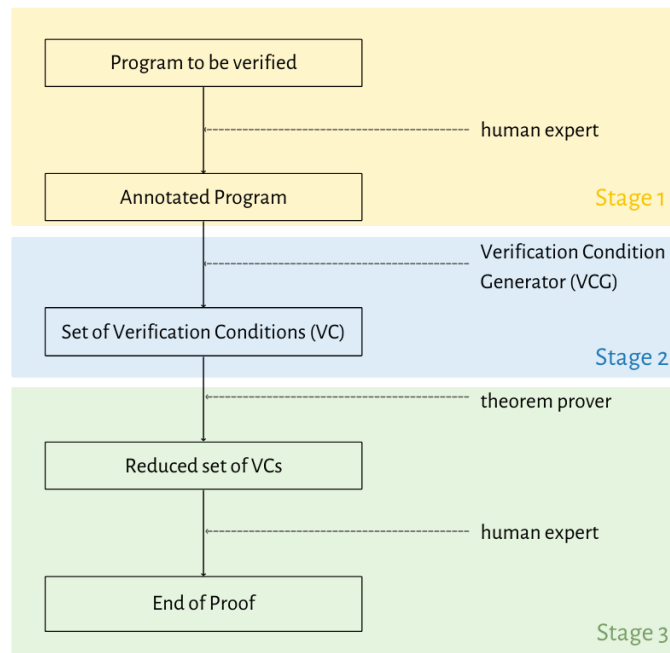 Program to be verified
human expert
Annotated Program
Stage 1
Verification Condition
Generator (VCG)
Set of Verification Conditions (VC)
Stage 2
theorem prover
Reduced set of VCs
human expert
End of Proof
Stage 3